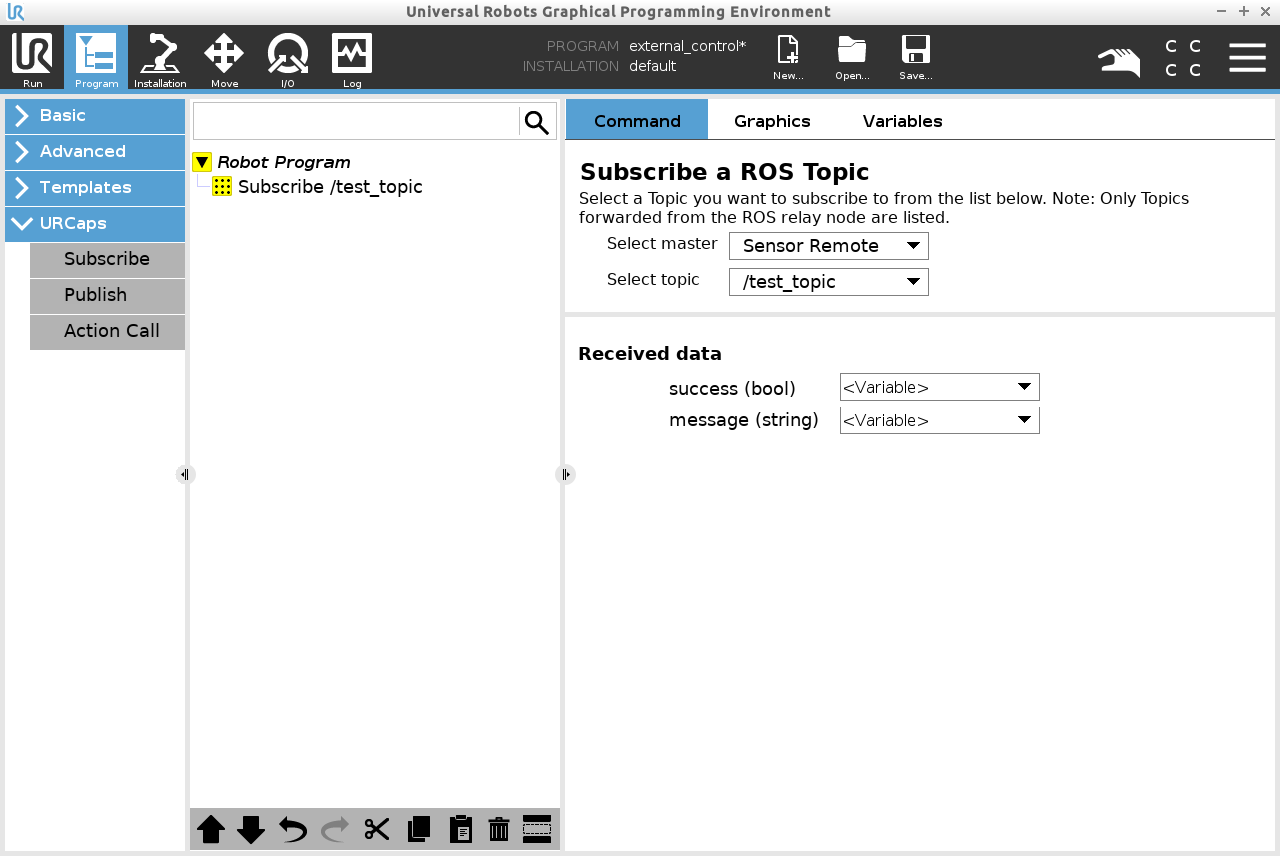 Universal Robots Graphical Programming Environment
Run
Program
Installation
Move
I/O
Log
PROGRAM external_control*
INSTALLATION default
New...
Open...
Save...
C C
C C
Basic
Advanced
Templates
URCaps
Subscribe
Publish
Action Call
Robot Program
Subscribe /test_topic
Command
Graphics
Variables
Subscribe a ROS Topic
Select a Topic you want to subscribe to from the list below. Note: Only Topics
forwarded from the ROS relay node are listed.
Select master Sensor Remote
Select topic /test_topic
Received data
success (bool) <Variable>
message (string) <Variable>